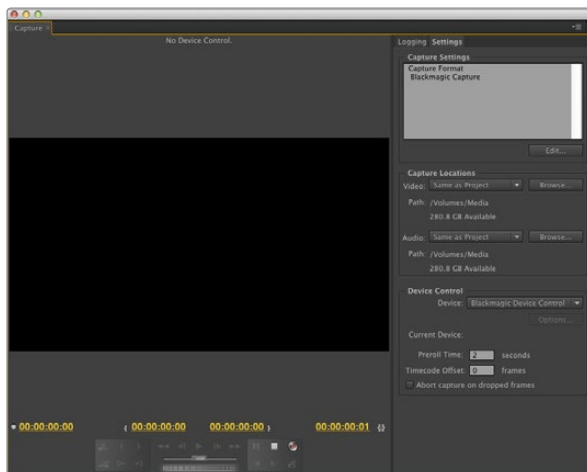 Capture
No Device Control.
Logging Settings
Capture Settings
Capture Format
Blackmagic Capture
Edit...
Capture Locations
Video: Same as Project Browse...
Path: /Volumes/Media
280.8 GB Available
Audio: Same as Project Browse...
Path: /Volumes/Media
280.8 GB Available
Device Control
Device: Blackmagic Device Control
Options...
Current Device:
Preroll Time: 2 seconds
Timecode Offset: 0 frames
Abort capture on dropped frames
00:00:00:00 { 00:00:00:00 00:00:00:00 } 00:00:00:01 {}